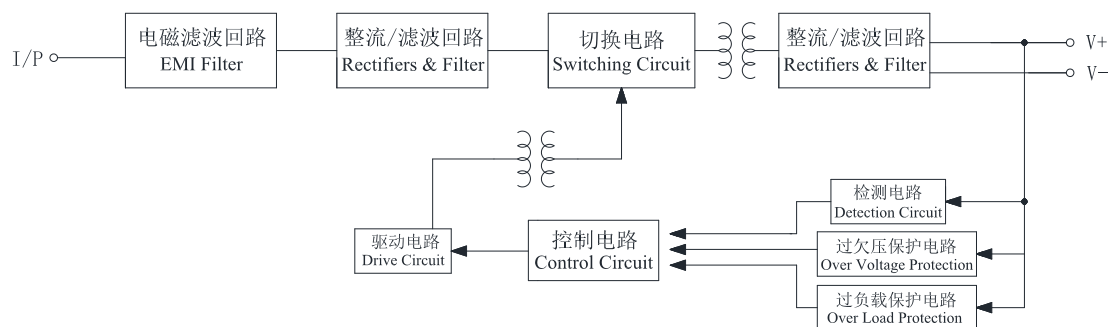 I/P
电磁滤波回路
EMI Filter
整流/滤波回路
Rectifiers & Filter
切换电路
Switching Circuit
整流/滤波回路
Rectifiers & Filter
V+
V-
检测电路
Detection Circuit
驱动电路
Drive Circuit
控制电路
Control Circuit
过欠压保护电路
Over Voltage Protection
过负载保护电路
Over Load Protection